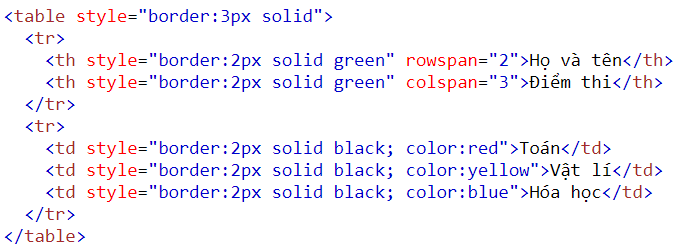 <table style="border:3px solid">
  <tr>
    <th style="border:2px solid green" rowspan="2">Họ và tên</th>
    <th style="border:2px solid green" colspan="3">Điểm thi</th>
  </tr>
  <tr>
    <td style="border:2px solid black; color:red">Toán</td>
    <td style="border:2px solid black; color:yellow">Vật lí</td>
    <td style="border:2px solid black; color:blue">Hóa học</td>
  </tr>
</table>